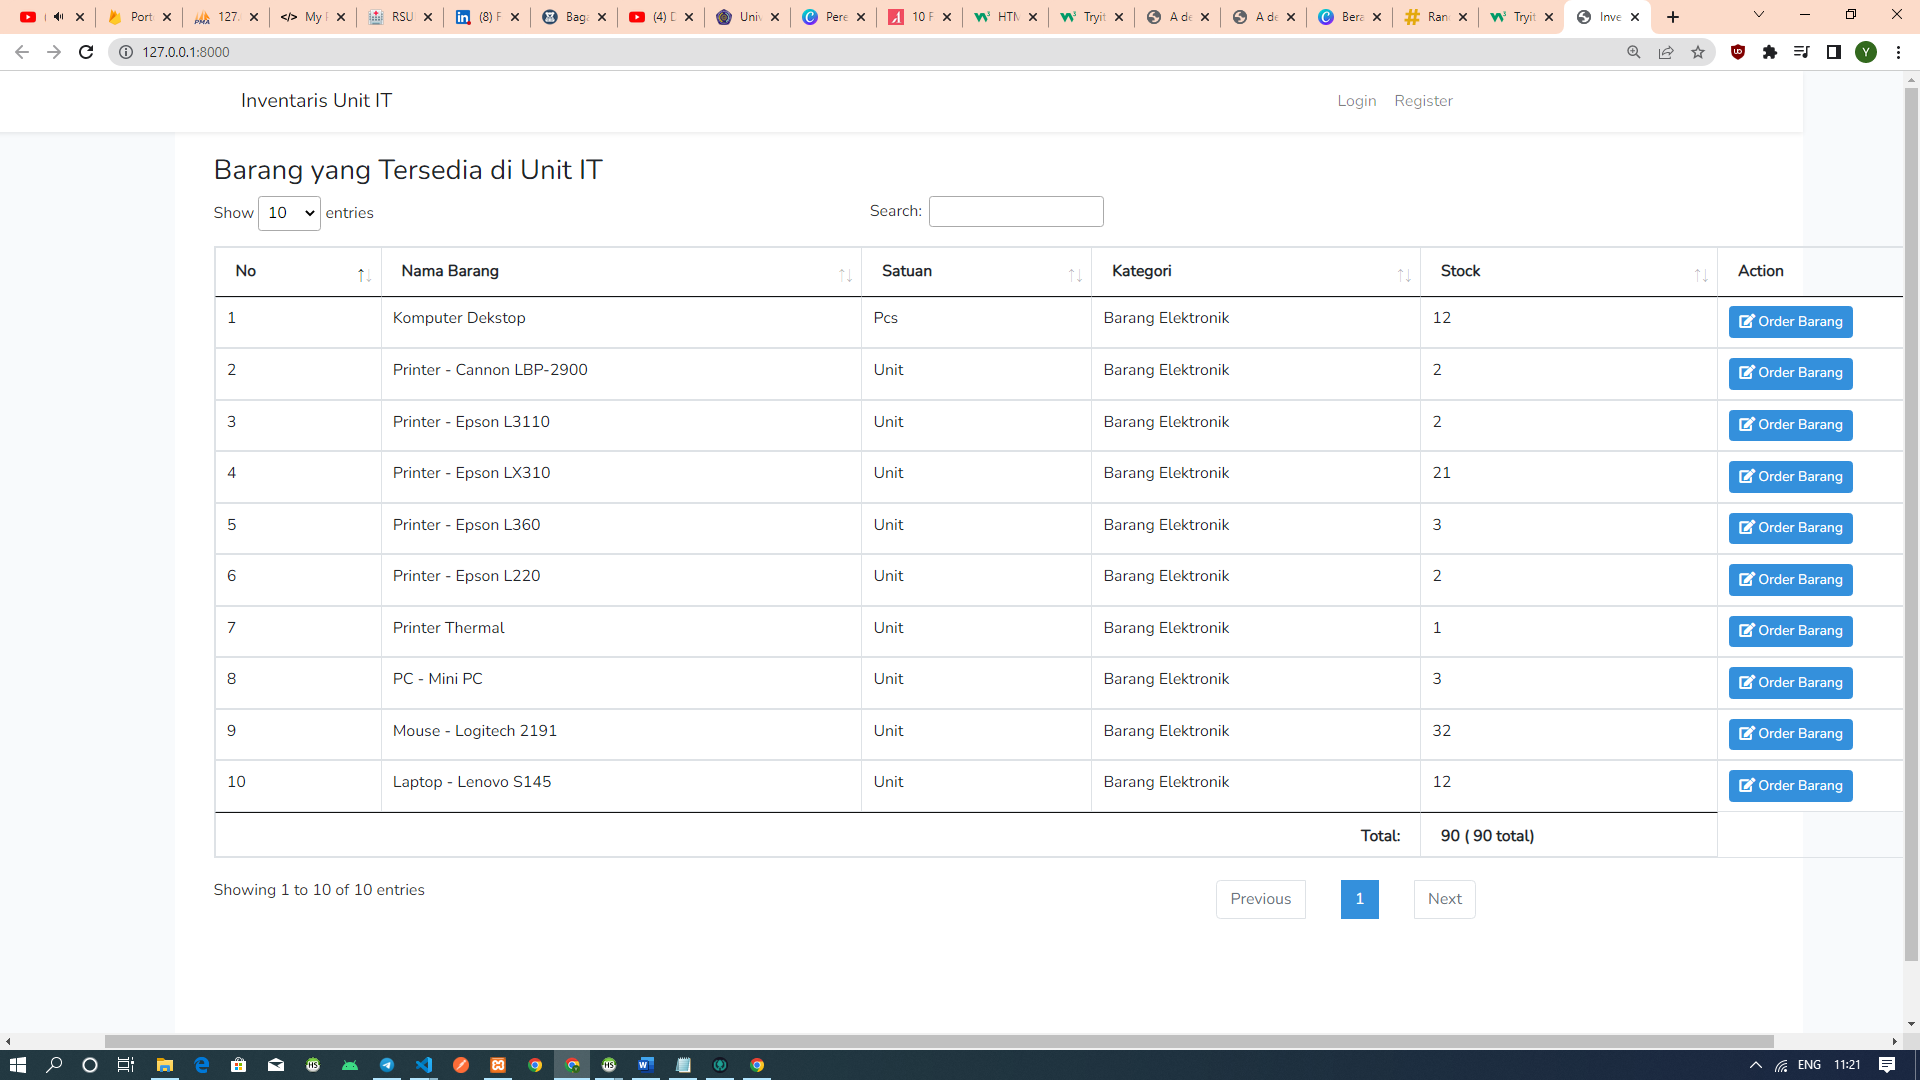 Port
127.
My P
RSU
(8) F
Baga
(4) D
Univ
Pere
10 F
HTM
Tryit
A de
A de
Bera
Ran
Tryit
Inve
127.0.0.1:8000
Y
Inventaris Unit IT
Login Register
Barang yang Tersedia di Unit IT
Show 10 entries Search:
No Nama Barang Satuan Kategori Stock Action
1 Komputer Dekstop Pcs Barang Elektronik 12 Order Barang
2 Printer - Cannon LBP-2900 Unit Barang Elektronik 2 Order Barang
3 Printer - Epson L3110 Unit Barang Elektronik 2 Order Barang
4 Printer - Epson LX310 Unit Barang Elektronik 21 Order Barang
5 Printer - Epson L360 Unit Barang Elektronik 3 Order Barang
6 Printer - Epson L220 Unit Barang Elektronik 2 Order Barang
7 Printer Thermal Unit Barang Elektronik 1 Order Barang
8 PC - Mini PC Unit Barang Elektronik 3 Order Barang
9 Mouse - Logitech 2191 Unit Barang Elektronik 32 Order Barang
10 Laptop - Lenovo S145 Unit Barang Elektronik 12 Order Barang
Total: 90 ( 90 total)
Showing 1 to 10 of 10 entries Previous 1 Next
ENG 11:21